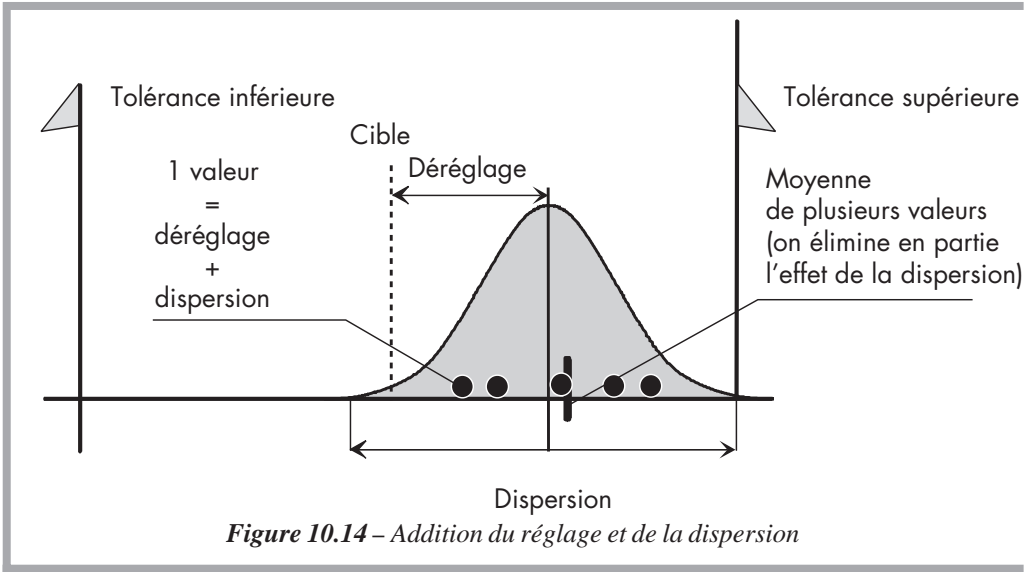 Tolérance inférieure
Tolérance supérieure
Cible
Déréglage
1 valeur
=
déréglage
+
dispersion
Moyenne
de plusieurs valeurs
(on élimine en partie
l'effet de la dispersion)
Dispersion
Figure 10.14 – Addition du réglage et de la dispersion